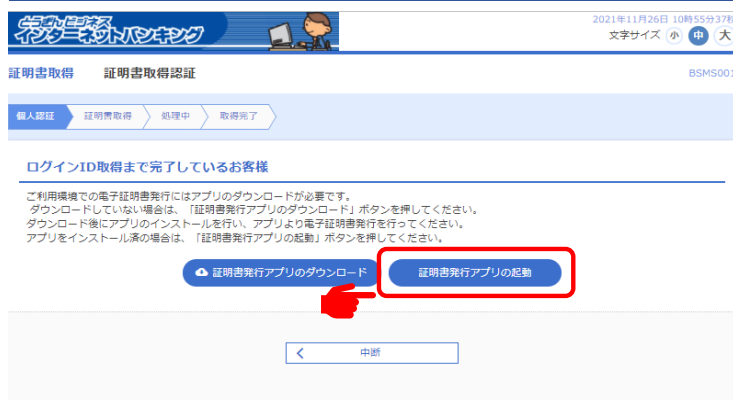 とうぎんビジネス
インターネットバンキング
2021年11月26日 10時55分37秒
文字サイズ 小 中 大
証明書取得 証明書取得認証
BSMS001
個人認証 証明書取得 処理中 取得完了
ログインID取得まで完了しているお客様
ご利用環境での電子証明書発行にはアプリのダウンロードが必要です。
ダウンロードしていない場合は、「証明書発行アプリのダウンロード」ボタンを押してください。
ダウンロード後にアプリのインストールを行い、アプリより電子証明書発行を行ってください。
アプリをインストール済の場合は、「証明書発行アプリの起動」ボタンを押してください。
証明書発行アプリのダウンロード 証明書発行アプリの起動
中断